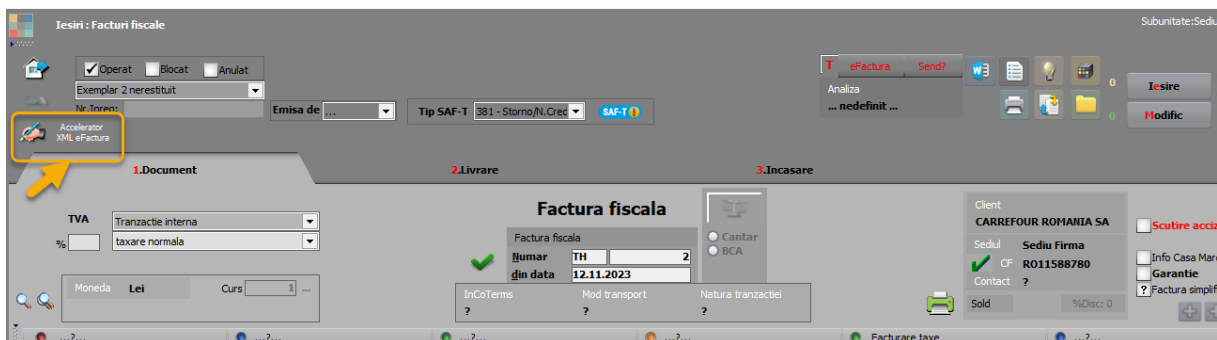 Iesiri : Facturi fiscale
Subunitate:Sediu
Operat Blocat Anulat
Exemplar 2 nerestituit
Nr.Inreg:
Emisa de ...
Tip SAF-T 381 - Storno/N.Crec
SAF-T
T eFactura Send?
Analiza
... nedefinit ...
0
0
Iesire
Modific
Accelerator
XML eFactura
1.Document
2.Livrare
3.Incasare
TVA Tranzactie interna
% taxare normala
Moneda Lei Curs 1 ...
Factura fiscala
Factura fiscala
Numar TH 2
din data 12.11.2023
Cantar
BCA
InCoTerms Mod transport Natura tranzactiei
? ? ?
Client
CARREFOUR ROMANIA SA
Sediul Sediu Firma
CF RO11588780
Contact ?
Sold %Disc: 0
Scutire acciz
Info Casa Mar
Garantie
? Factura simplif
...?... ...?... ...?... ...?... Facturare taxe ...?...